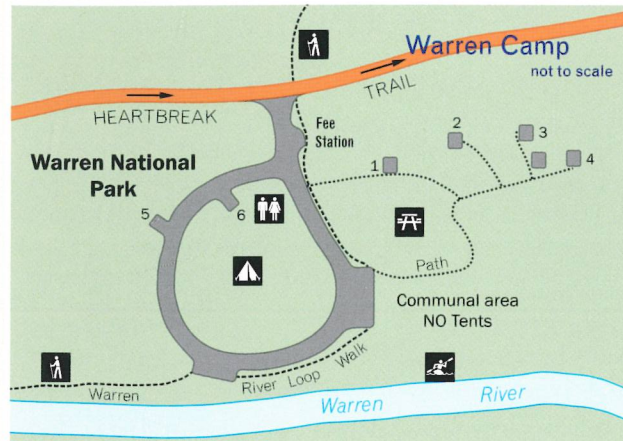 Warren Camp
not to scale
HEARTBREAK
TRAIL
Fee
Station
Warren National
Park
1
2
3
4
5
6
Path
Communal area
NO Tents
Warren
River Loop Walk
Warren River